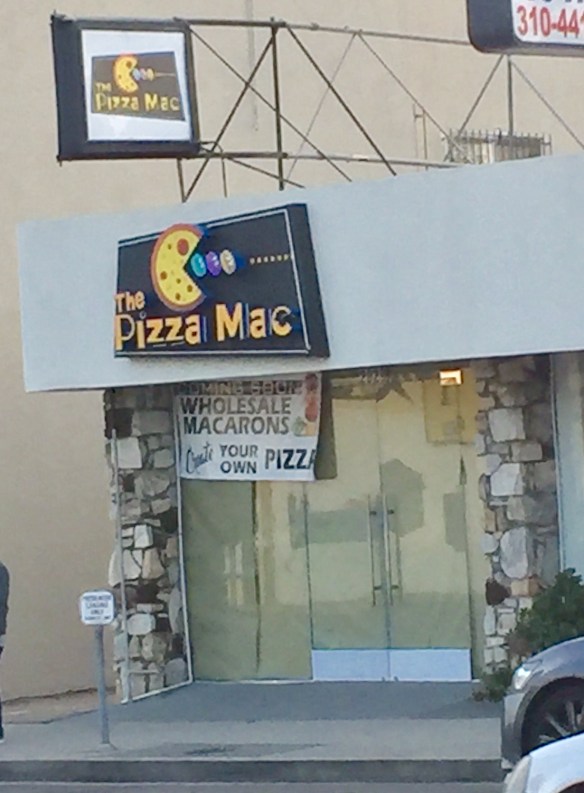 310-44
The
Pizza Mac
The
Pizza Mac
COMING SOON
WHOLESALE
MACARONS
Create YOUR
OWN PIZZA